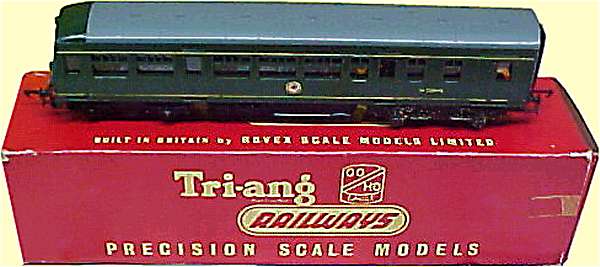 BUILT IN BRITAIN by ROVEX SCALE MODELS LIMITED
Tri-ang
OO
HO
RAILWAYS
PRECISION SCALE MODELS